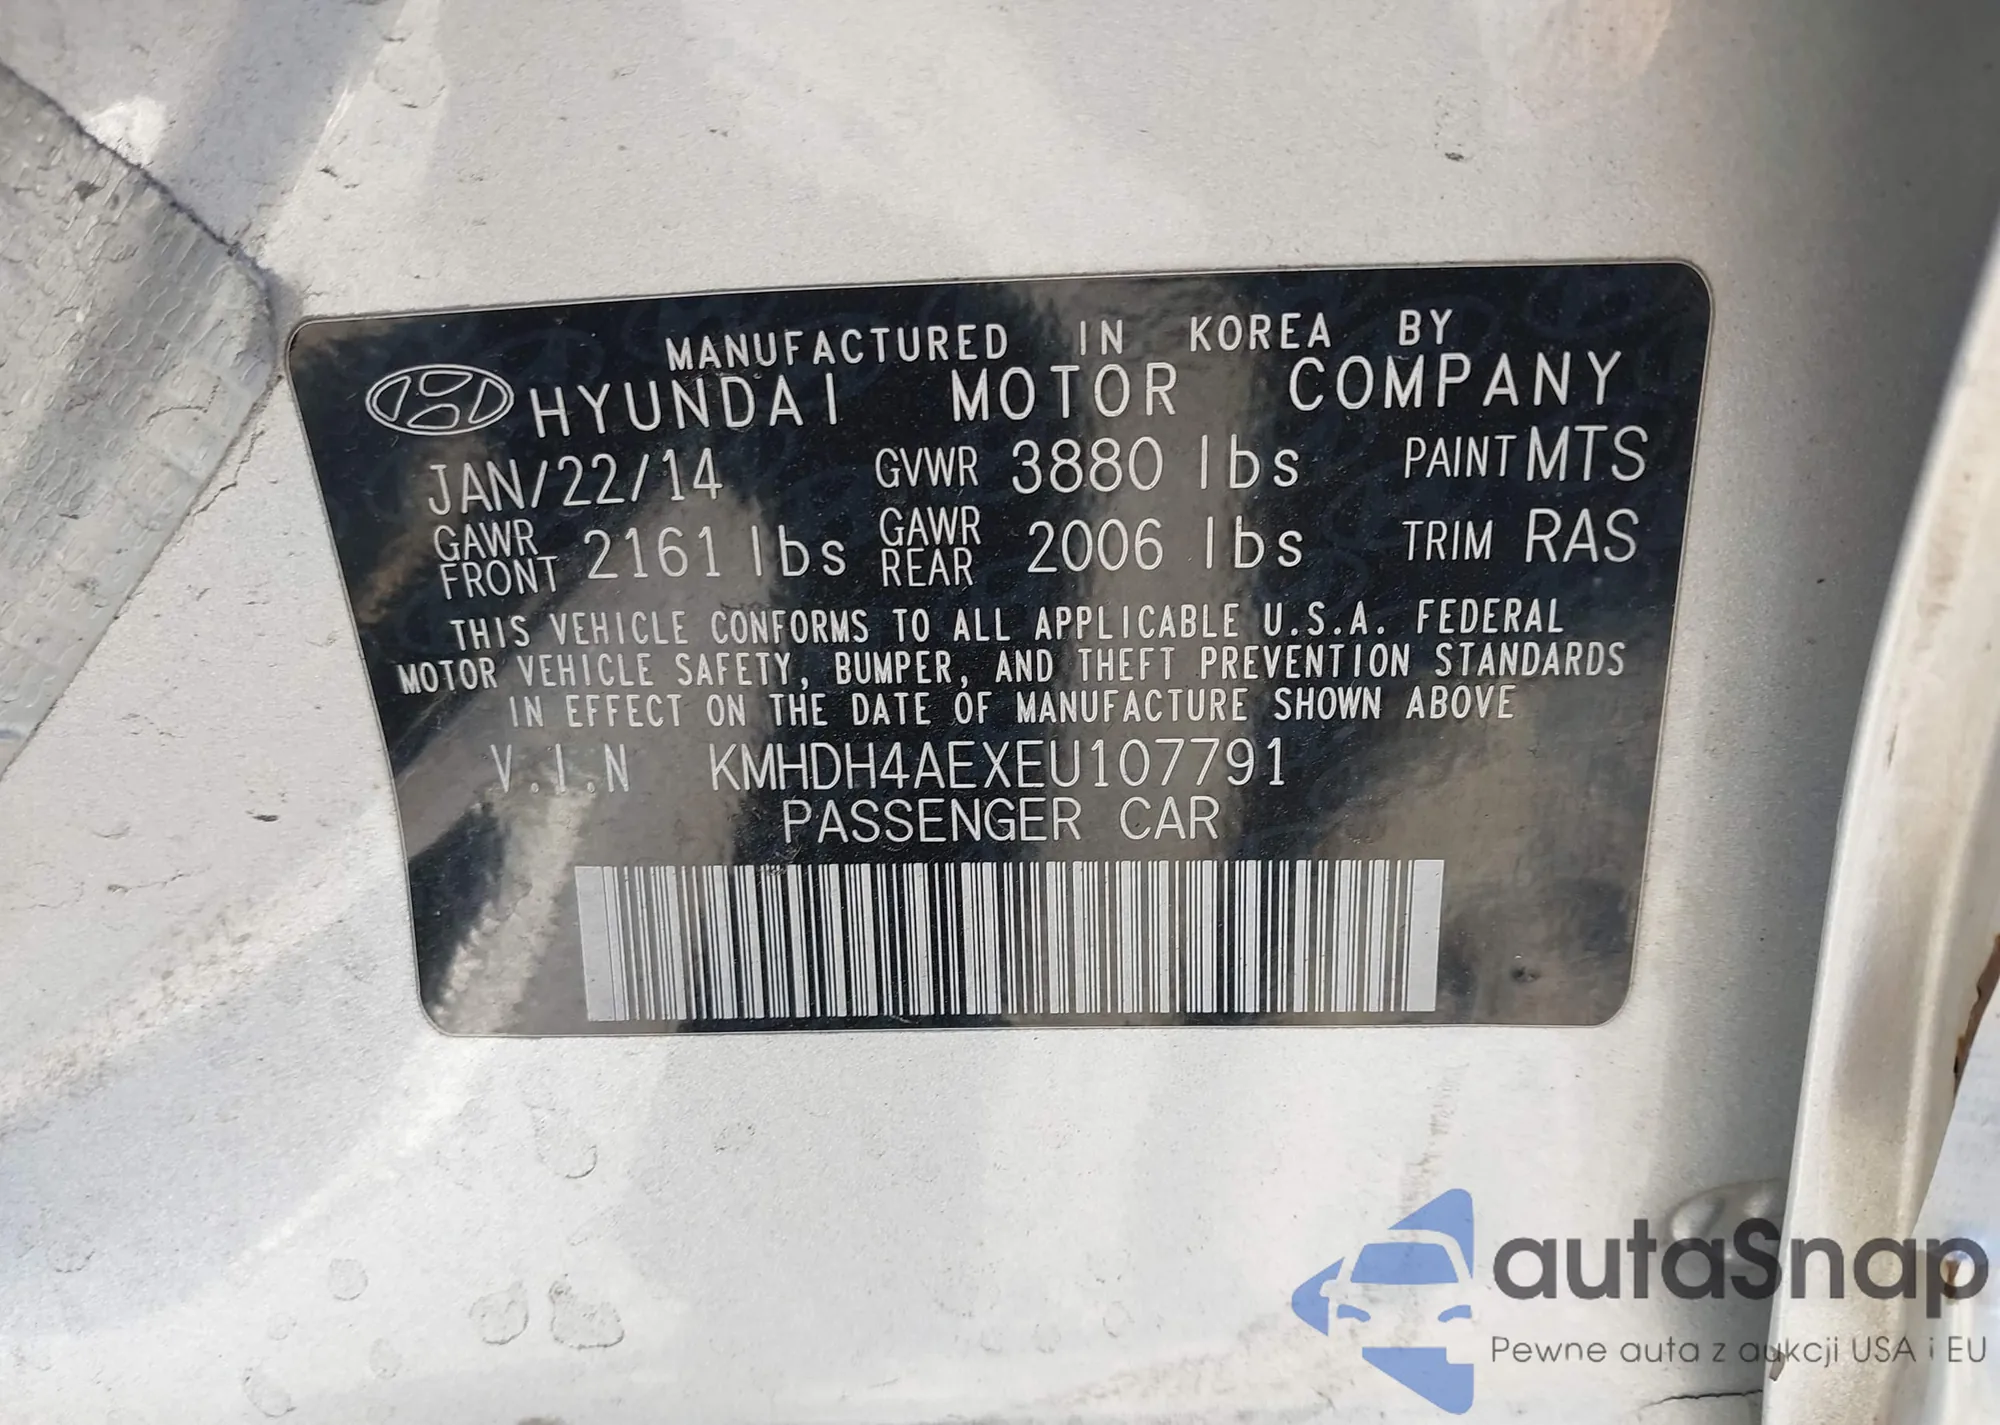 MANUFACTURED IN KOREA BY
HYUNDAI MOTOR COMPANY
JAN/22/14 GVWR 3880 lbs PAINT MTS
GAWR FRONT 2161 lbs GAWR REAR 2006 lbs TRIM RAS
THIS VEHICLE CONFORMS TO ALL APPLICABLE U.S.A. FEDERAL
MOTOR VEHICLE SAFETY, BUMPER, AND THEFT PREVENTION STANDARDS
IN EFFECT ON THE DATE OF MANUFACTURE SHOWN ABOVE
V.I.N KMHDH4AEXEU107791
PASSENGER CAR
autaSnap
Pewne auta z aukcji USA i EU